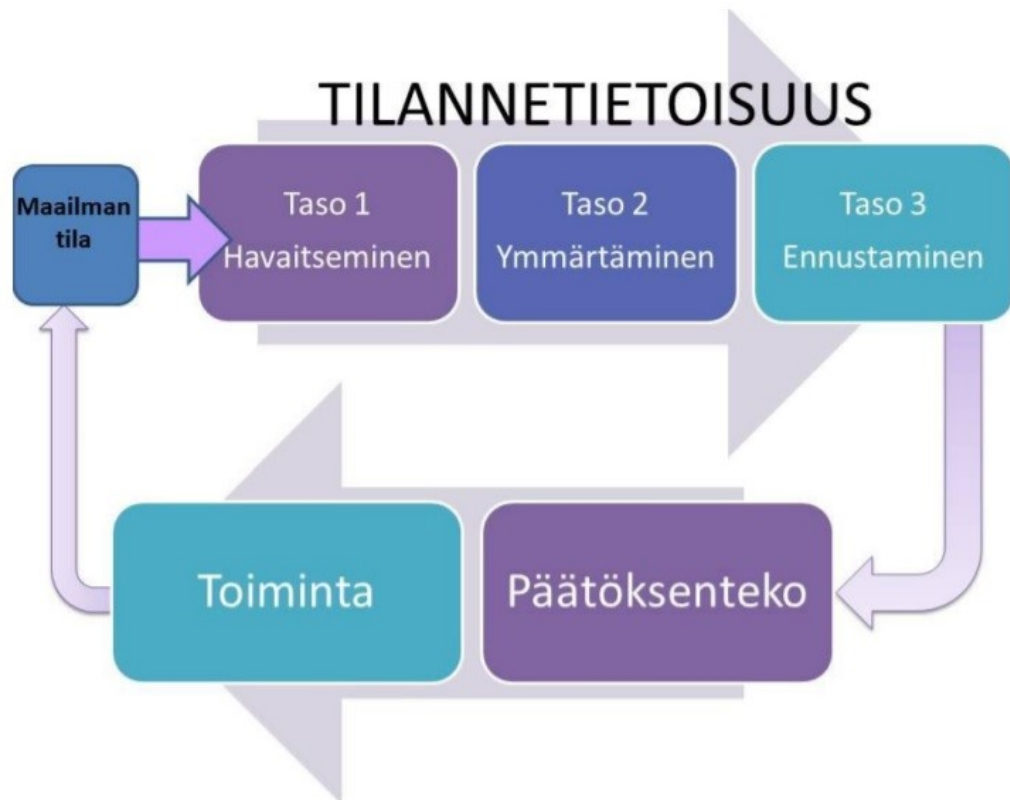 TILANNETIETOISUUS
Maailman
tila
Taso 1
Havaitseminen
Taso 2
Ymmärtäminen
Taso 3
Ennustaminen
Toiminta
Päätöksenteko